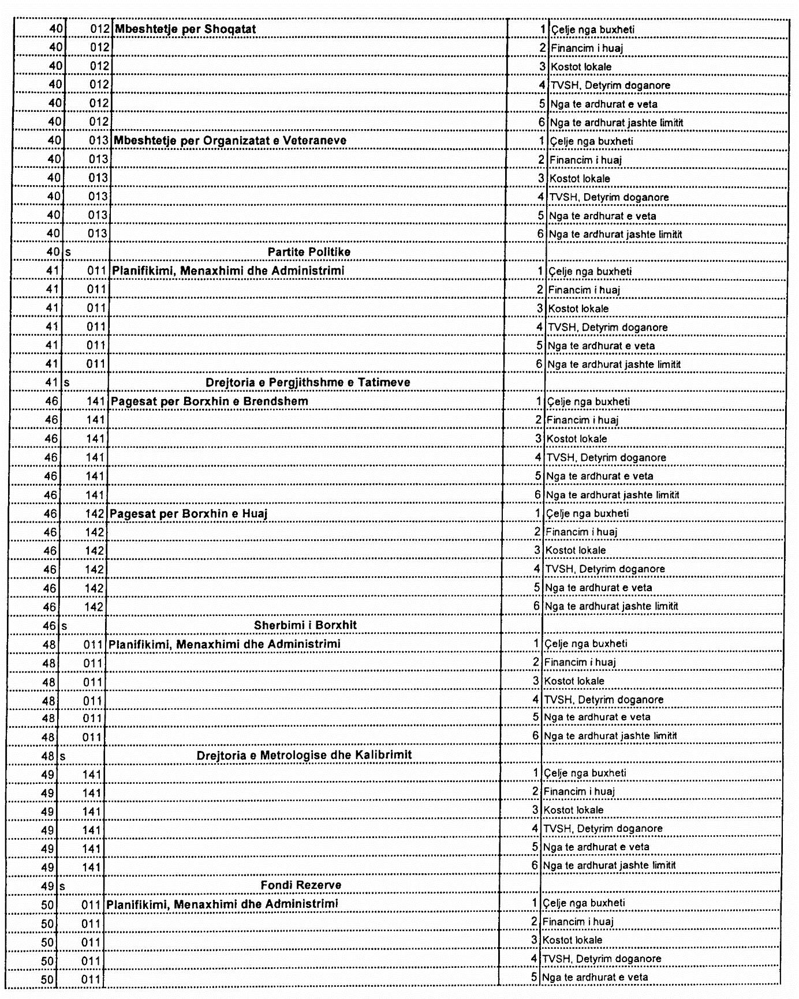 40 012 Mbeshtetje per Shoqatat 1 Çelje nga buxheti
40 012 2 Financim i huaj
40 012 3 Kostot lokale
40 012 4 TVSH, Detyrim doganore
40 012 5 Nga te ardhurat e veta
40 012 6 Nga te ardhurat jashte limitit
40 013 Mbeshtetje per Organizatat e Veteraneve 1 Çelje nga buxheti
40 013 2 Financim i huaj
40 013 3 Kostot lokale
40 013 4 TVSH, Detyrim doganore
40 013 5 Nga te ardhurat e veta
40 013 6 Nga te ardhurat jashte limitit
40 s Partite Politike
41 011 Planifikimi, Menaxhimi dhe Administrimi 1 Çelje nga buxheti
41 011 2 Financim i huaj
41 011 3 Kostot lokale
41 011 4 TVSH, Detyrim doganore
41 011 5 Nga te ardhurat e veta
41 011 6 Nga te ardhurat jashte limitit
41 s Drejtoria e Pergjithshme e Tatimeve
46 141 Pagesat per Borxhin e Brendshem 1 Çelje nga buxheti
46 141 2 Financim i huaj
46 141 3 Kostot lokale
46 141 4 TVSH, Detyrim doganore
46 141 5 Nga te ardhurat e veta
46 141 6 Nga te ardhurat jashte limitit
46 142 Pagesat per Borxhin e Huaj 1 Çelje nga buxheti
46 142 2 Financim i huaj
46 142 3 Kostot lokale
46 142 4 TVSH, Detyrim doganore
46 142 5 Nga te ardhurat e veta
46 142 6 Nga te ardhurat jashte limitit
46 s Sherbimi i Borxhit
48 011 Planifikimi, Menaxhimi dhe Administrimi 1 Çelje nga buxheti
48 011 2 Financim i huaj
48 011 3 Kostot lokale
48 011 4 TVSH, Detyrim doganore
48 011 5 Nga te ardhurat e veta
48 011 6 Nga te ardhurat jashte limitit
48 s Drejtoria e Metrologise dhe Kalibrimit
49 141 1 Çelje nga buxheti
49 141 2 Financim i huaj
49 141 3 Kostot lokale
49 141 4 TVSH, Detyrim doganore
49 141 5 Nga te ardhurat e veta
49 141 6 Nga te ardhurat jashte limitit
49 s Fondi Rezerve
50 011 Planifikimi, Menaxhimi dhe Administrimi 1 Çelje nga buxheti
50 011 2 Financim i huaj
50 011 3 Kostot lokale
50 011 4 TVSH, Detyrim doganore
50 011 5 Nga te ardhurat e veta